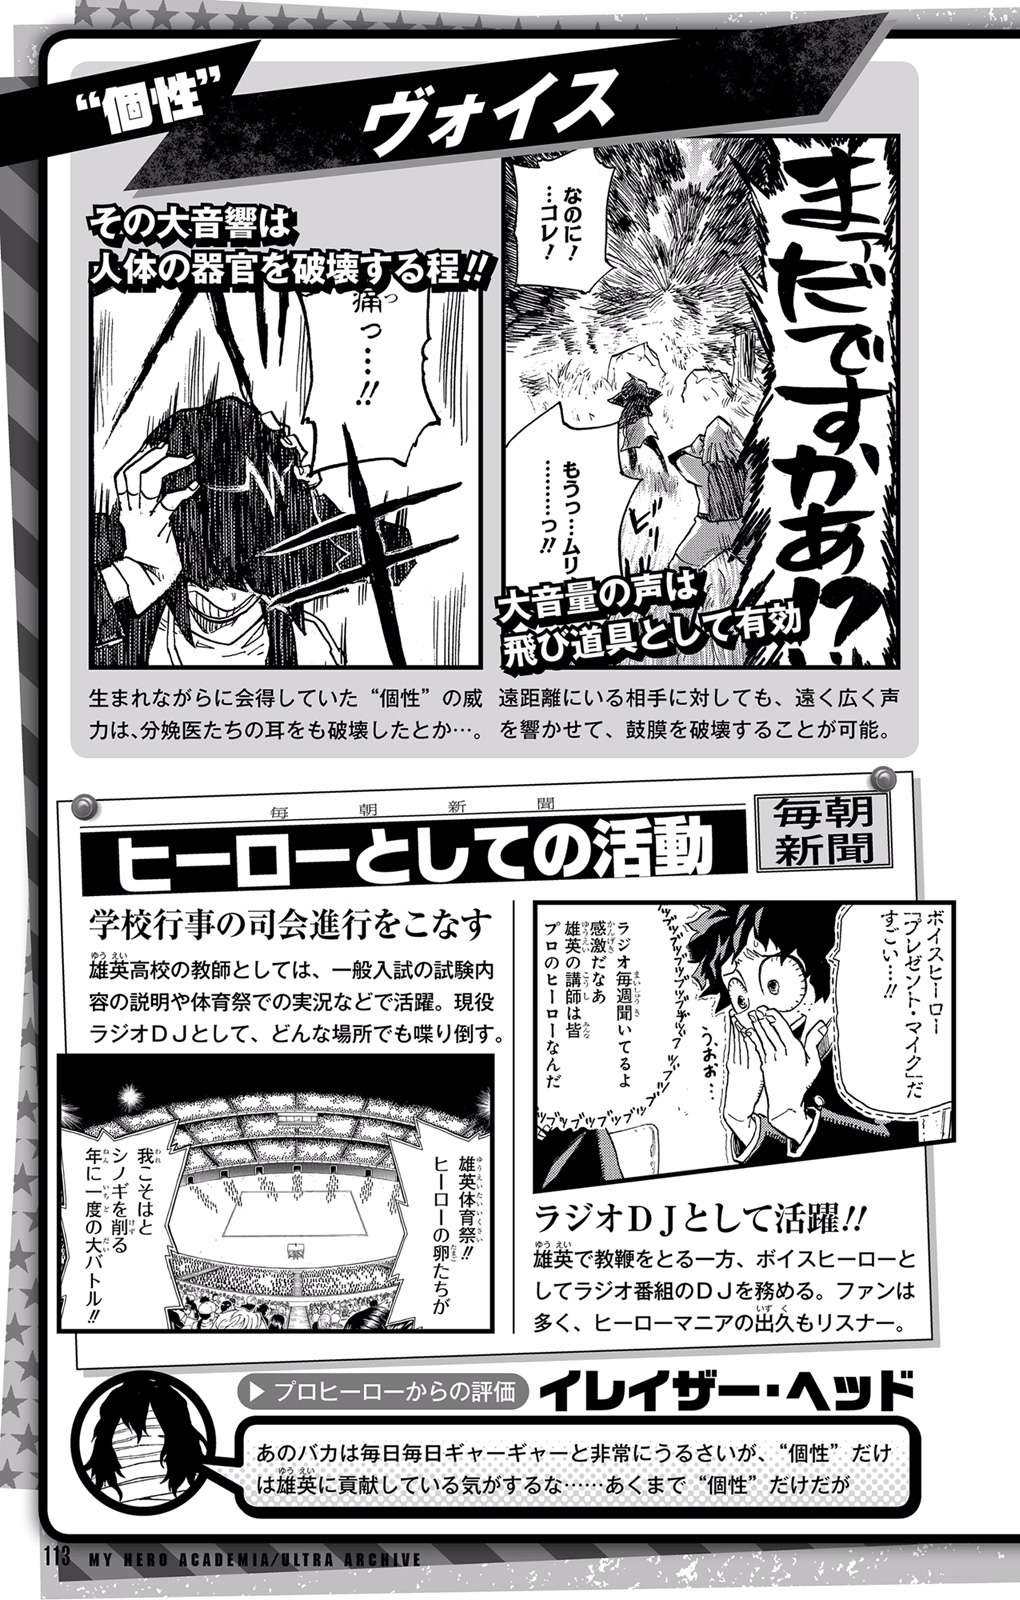 “個性”
ヴォイス
その大音響は
人体の器官を破壊する程!!
痛っ…!!
なのに!
…コレ!
まァだですかあ!?
もうっ…ムリ
………っ!!
大音量の声は
飛び道具として有効
生まれながらに会得していた“個性”の威
力は、分娩医たちの耳をも破壊したとか…。
遠距離にいる相手に対しても、遠く広く声
を響かせて、鼓膜を破壊することが可能。
毎朝新聞
ヒーローとしての活動
毎朝
新聞
学校行事の司会進行をこなす
雄英高校の教師としては、一般入試の試験内
容の説明や体育祭での実況などで活躍。現役
ラジオDJとして、どんな場所でも喋り倒す。
雄英体育祭!!
ヒーローの卵たちが
我こそはと
シノギを削る
年に一度の大バトル!!
ボイスヒーロー
「プレゼント・マイク」だ
すごい…!!
ラジオ毎週聞いてるよ
感激だなあ
雄英の講師は皆
プロのヒーローなんだ
うおお…
ブツブツブツブツブツ
ラジオDJとして活躍!!
雄英で教鞭をとる一方、ボイスヒーローと
してラジオ番組のDJを務める。ファンは
多く、ヒーローマニアの出久もリスナー。
▶プロヒーローからの評価
イレイザー・ヘッド
あのバカは毎日毎日ギャーギャーと非常にうるさいが、“個性”だけ
は雄英に貢献している気がするな……あくまで“個性”だけだが
113 MY HERO ACADEMIA/ULTRA ARCHIVE